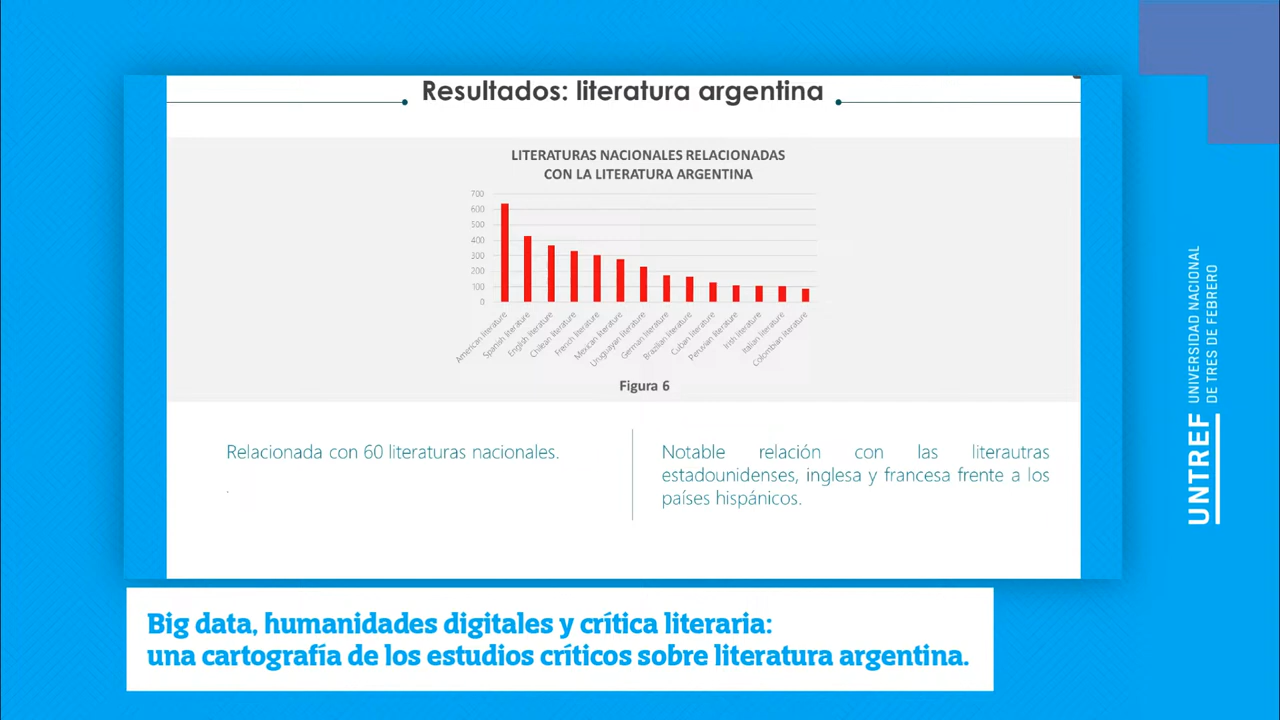 Resultados: literatura argentina
LITERATURAS NACIONALES RELACIONADAS
CON LA LITERATURA ARGENTINA
700
600
500
400
300
200
100
0
American literature
Spanish literature
English literature
Chilean literature
French literature
Mexican literature
Uruguayan literature
German literature
Brazilian literature
Cuban literature
Peruvian literature
Irish literature
Italian literature
Colombian literature
Figura 6
Relacionada con 60 literaturas nacionales.
.
Notable relación con las literautras
estadounidenses, inglesa y francesa frente a los
países hispánicos.
UNTREF
UNIVERSIDAD NACIONAL
DE TRES DE FEBRERO
Big data, humanidades digitales y crítica literaria:
una cartografía de los estudios críticos sobre literatura argentina.